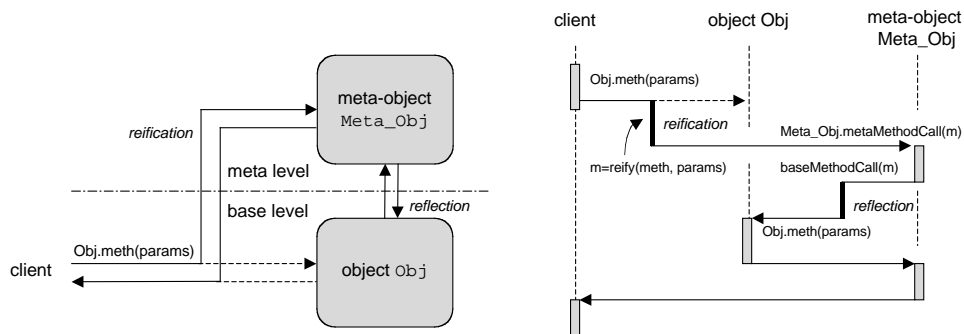 meta-object
Meta_Obj
reification
meta level
base level
reflection
Obj.meth(params)
client
object Obj
client
object Obj
meta-object
Meta_Obj
Obj.meth(params)
reification
Meta_Obj.metaMethodCall(m)
m=reify(meth, params)
baseMethodCall(m)
reflection
Obj.meth(params)